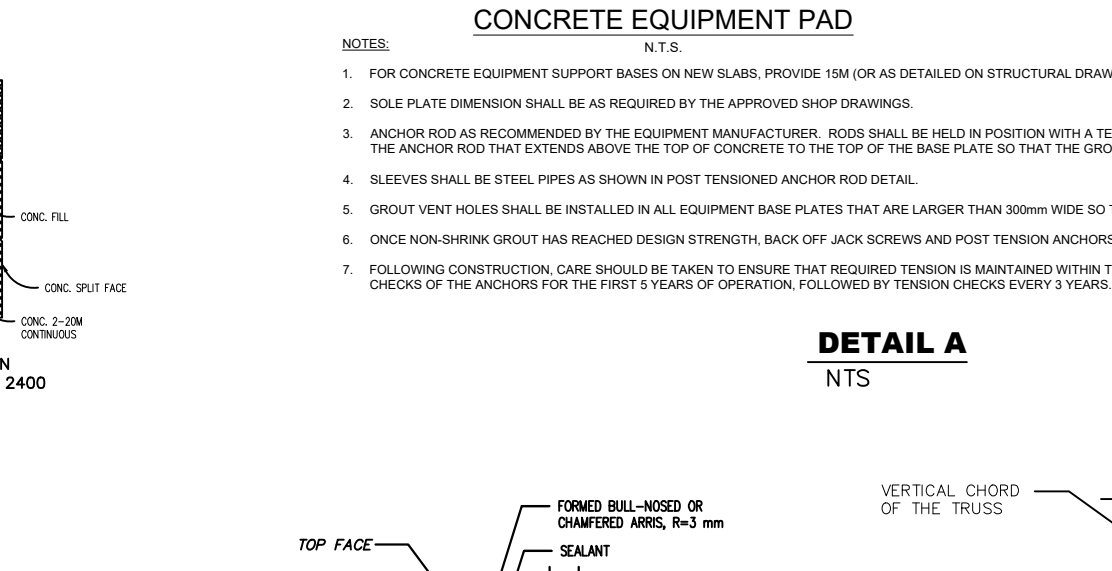 CONCRETE EQUIPMENT PAD
N.T.S.
NOTES:
1. FOR CONCRETE EQUIPMENT SUPPORT BASES ON NEW SLABS, PROVIDE 15M (OR AS DETAILED ON STRUCTURAL
2. SOLE PLATE DIMENSION SHALL BE AS REQUIRED BY THE APPROVED SHOP DRAWINGS.
3. ANCHOR ROD AS RECOMMENDED BY THE EQUIPMENT MANUFACTURER. RODS SHALL BE HELD IN POSITION WITH A
THE ANCHOR ROD THAT EXTENDS ABOVE THE TOP OF CONCRETE TO THE TOP OF THE BASE PLATE SO THAT THE
4. SLEEVES SHALL BE STEEL PIPES AS SHOWN IN POST TENSIONED ANCHOR ROD DETAIL.
5. GROUT VENT HOLES SHALL BE INSTALLED IN ALL EQUIPMENT BASE PLATES THAT ARE LARGER THAN 300mm WIDE SO
6. ONCE NON-SHRINK GROUT HAS REACHED DESIGN STRENGTH, BACK OFF JACK SCREWS AND POST TENSION ANCHORS
7. FOLLOWING CONSTRUCTION, CARE SHOULD BE TAKEN TO ENSURE THAT REQUIRED TENSION IS MAINTAINED WITHIN
CHECKS OF THE ANCHORS FOR THE FIRST 5 YEARS OF OPERATION, FOLLOWED BY TENSION CHECKS EVERY 3 YEARS.
CONC. FILL
CONC. SPLIT FACE
CONC. 2-20M
CONTINUOUS
N
2400
DETAIL A
NTS
VERTICAL CHORD
OF THE TRUSS
FORMED BULL-NOSED OR
CHAMFERED ARRIS, R=3 mm
SEALANT
TOP FACE